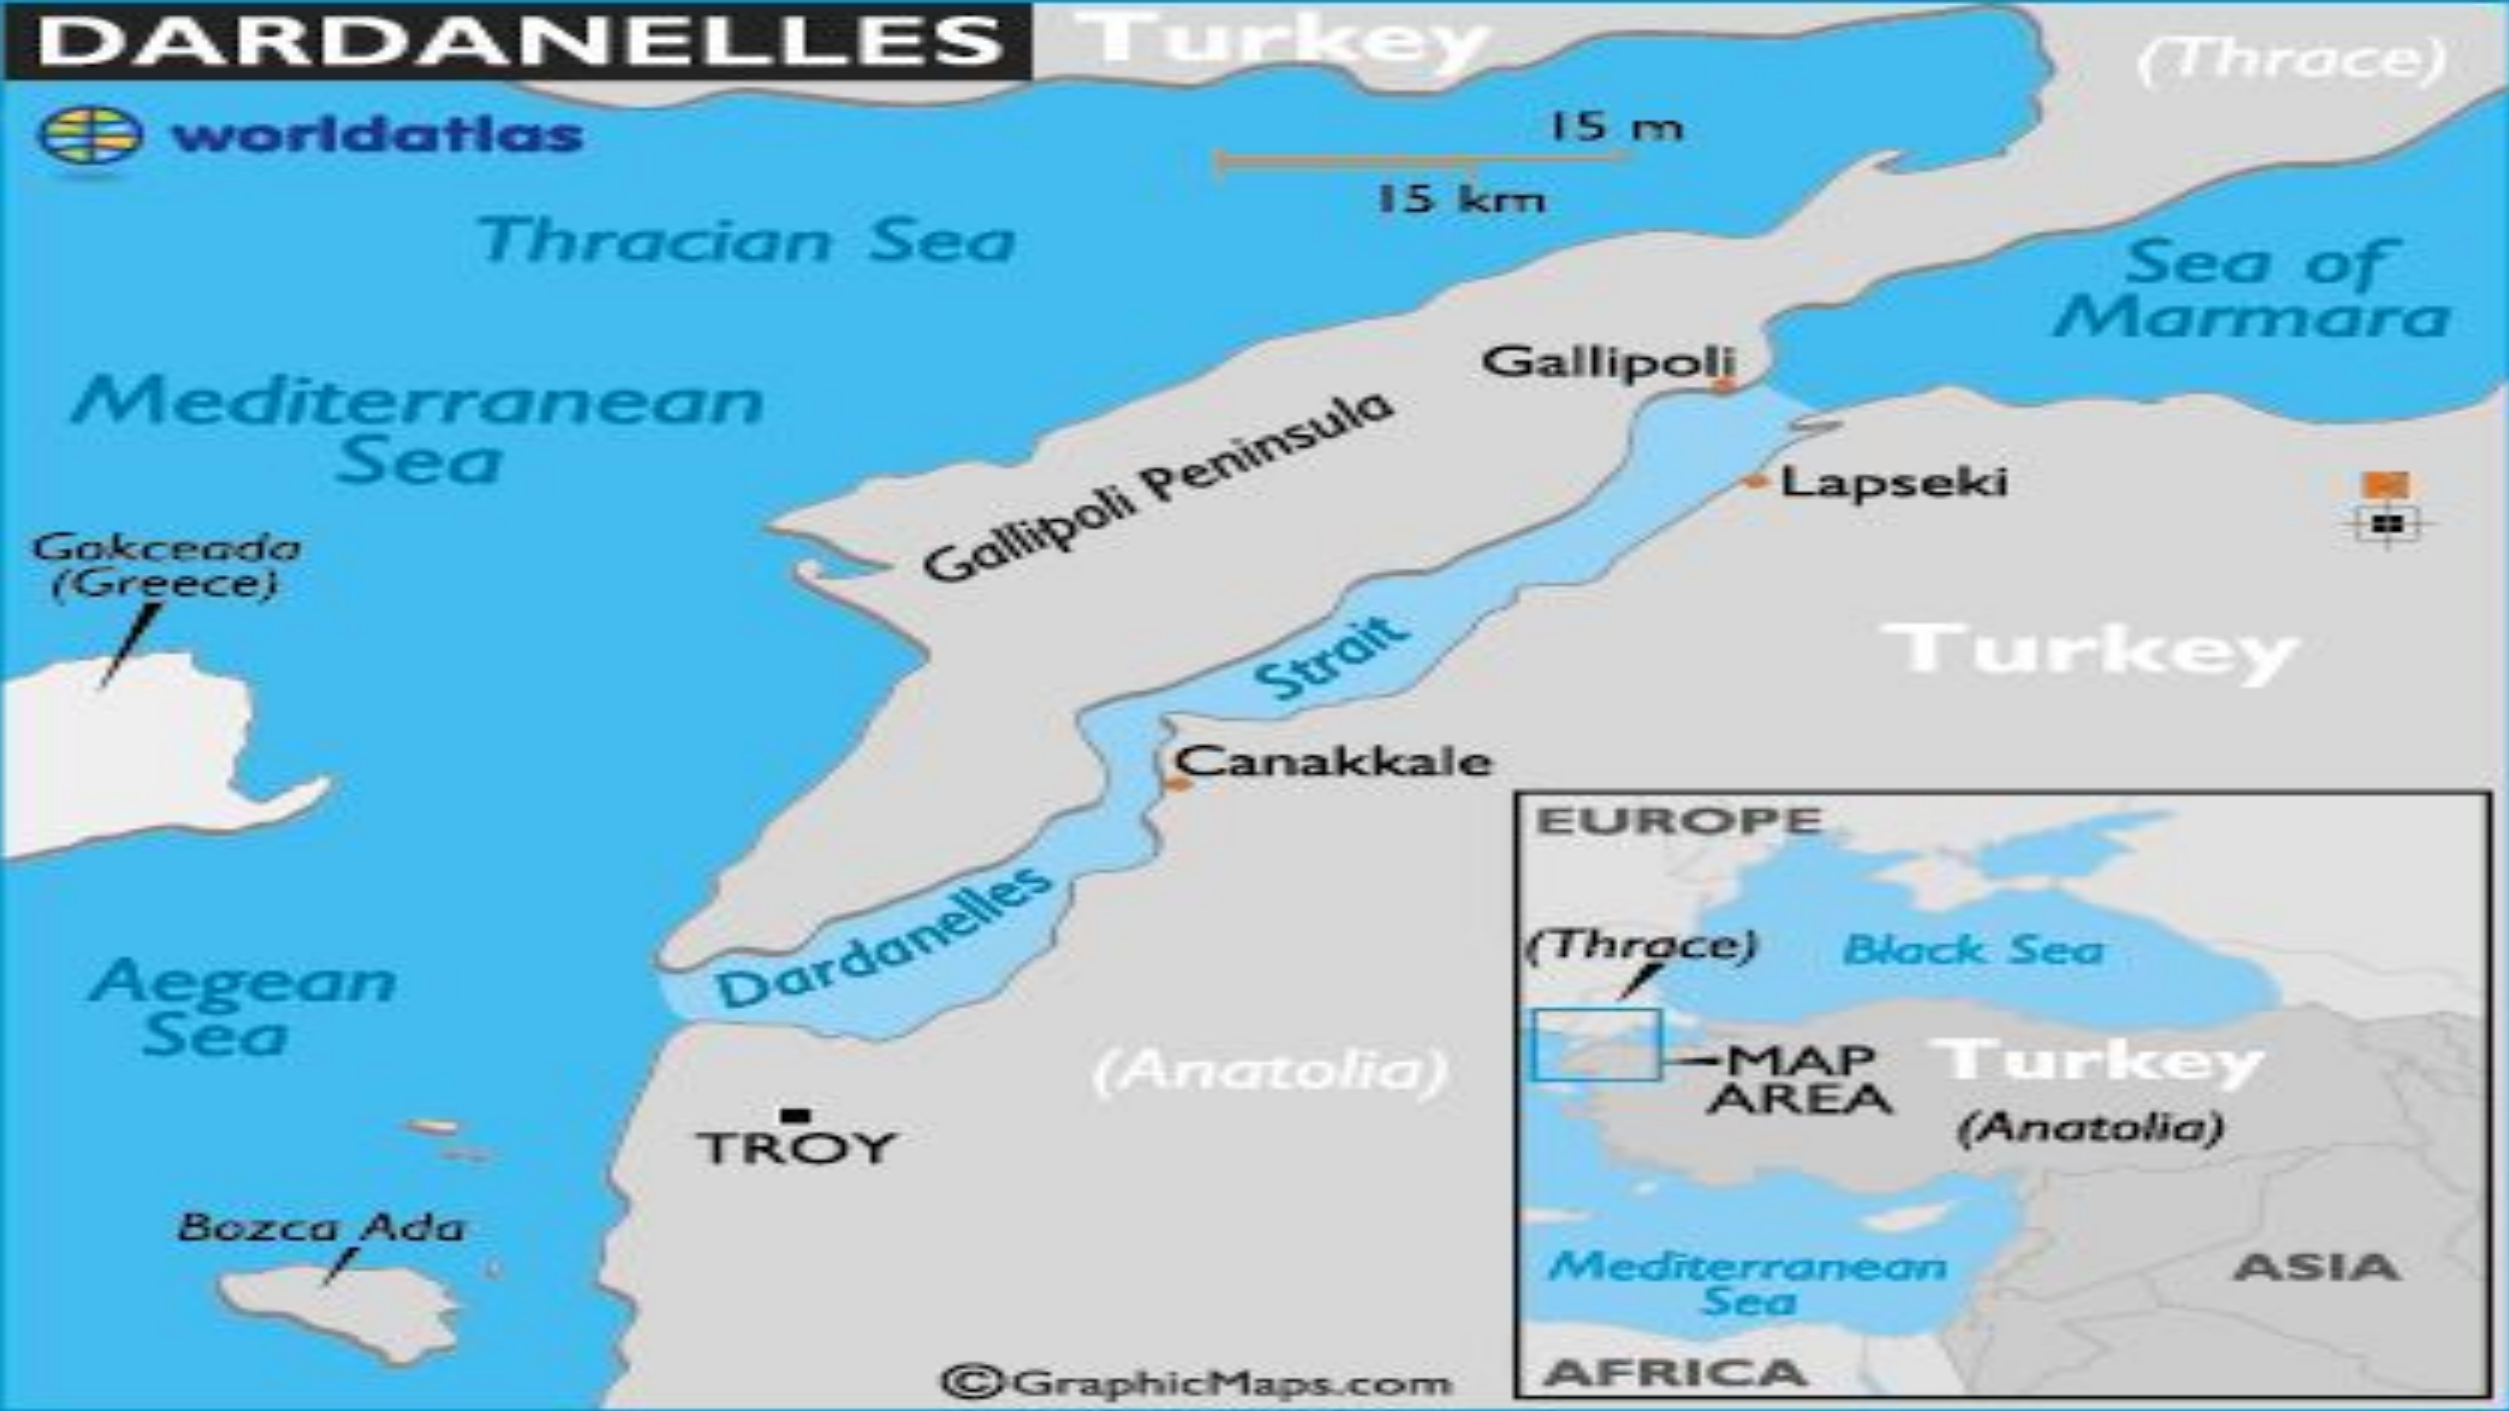 DARDANELLES
Turkey
(Thrace)
worldatlas
15 m
15 km
Thracian Sea
Sea of
Marmara
Mediterranean
Sea
Gallipoli
Gallipoli Peninsula
Lapseki
Gokceada
(Greece)
Strait
Turkey
Canakkale
Dardanelles
Aegean
Sea
(Anatolia)
TROY
Bozca Ada
©GraphicMaps.com
EUROPE
(Thrace)
Black Sea
MAP
AREA
Turkey
(Anatolia)
Mediterranean
Sea
ASIA
AFRICA